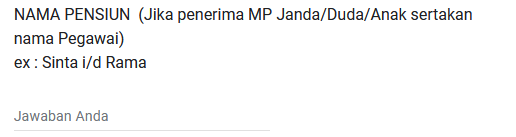 NAMA PENSIUN  (Jika penerima MP Janda/Duda/Anak sertakan
nama Pegawai)
ex : Sinta i/d Rama
Jawaban Anda